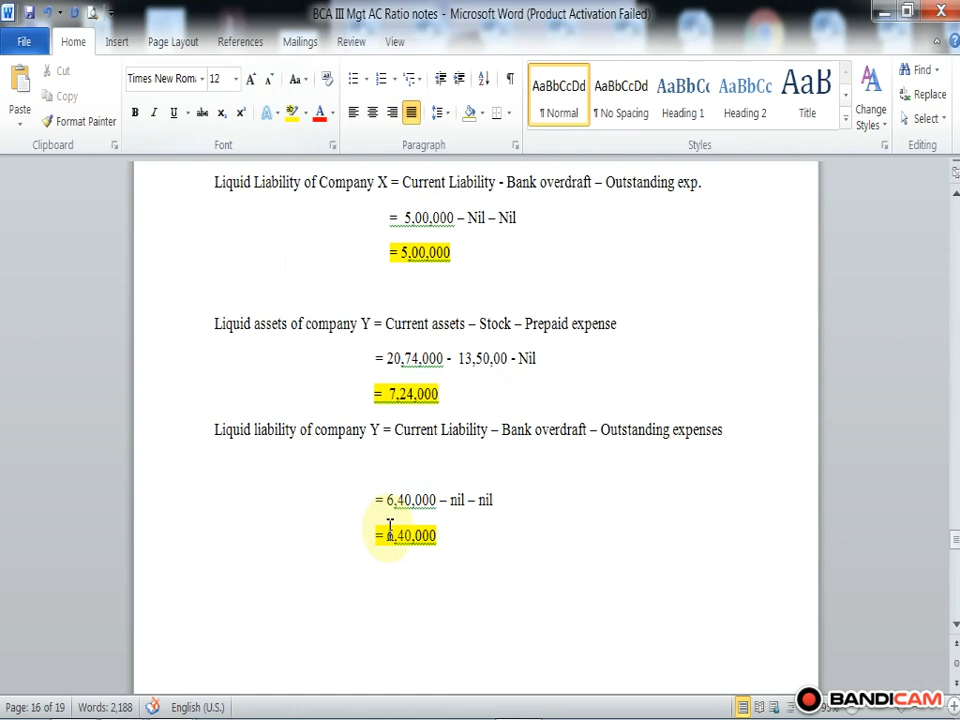 BCA III Mgt AC Ratio notes - Microsoft Word (Product Activation Failed)
File Home Insert Page Layout References Mailings Review View
Paste Cut Copy Format Painter
Times New Rom 12
AaBbCcDd AaBbCcDd AaBbCc AaBbCc AaB
¶ Normal ¶ No Spacing Heading 1 Heading 2 Title
Change Styles
Find Replace Select
Clipboard Font Paragraph Styles Editing
Liquid Liability of Company X = Current Liability - Bank overdraft – Outstanding exp.
= 5,00,000 – Nil – Nil
= 5,00,000
Liquid assets of company Y = Current assets – Stock – Prepaid expense
= 20,74,000 - 13,50,00 - Nil
= 7,24,000
Liquid liability of company Y = Current Liability – Bank overdraft – Outstanding expenses
= 6,40,000 – nil – nil
= 6,40,000
Page: 16 of 19 Words: 2,188 English (U.S.)
BANDICAM